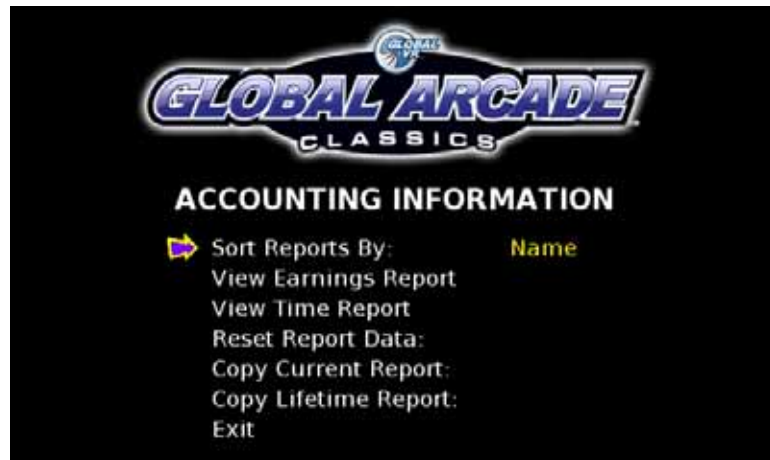 GLOBAL
VR
GLOBAL ARCADE
CLASSICS
ACCOUNTING INFORMATION
Sort Reports By: Name
View Earnings Report
View Time Report
Reset Report Data:
Copy Current Report:
Copy Lifetime Report:
Exit